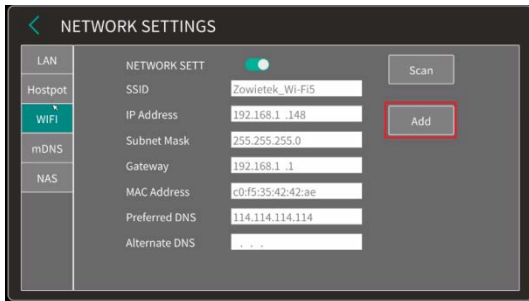 NETWORK SETTINGS
LAN
Hostpot
WIFI
mDNS
NAS
NETWORK SETT
SSID Zowietek_Wi-Fi5
IP Address 192.168.1 .148
Subnet Mask 255.255.255.0
Gateway 192.168.1 .1
MAC Address c0:f5:35:42:42:ae
Preferred DNS 114.114.114.114
Alternate DNS . . .
Scan
Add